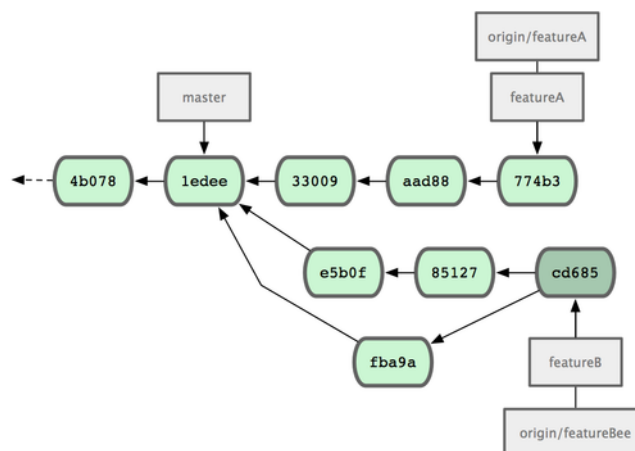 origin/featureA
master
featureA
4b078
1edee
33009
aad88
774b3
e5b0f
85127
cd685
fba9a
featureB
origin/featureBee